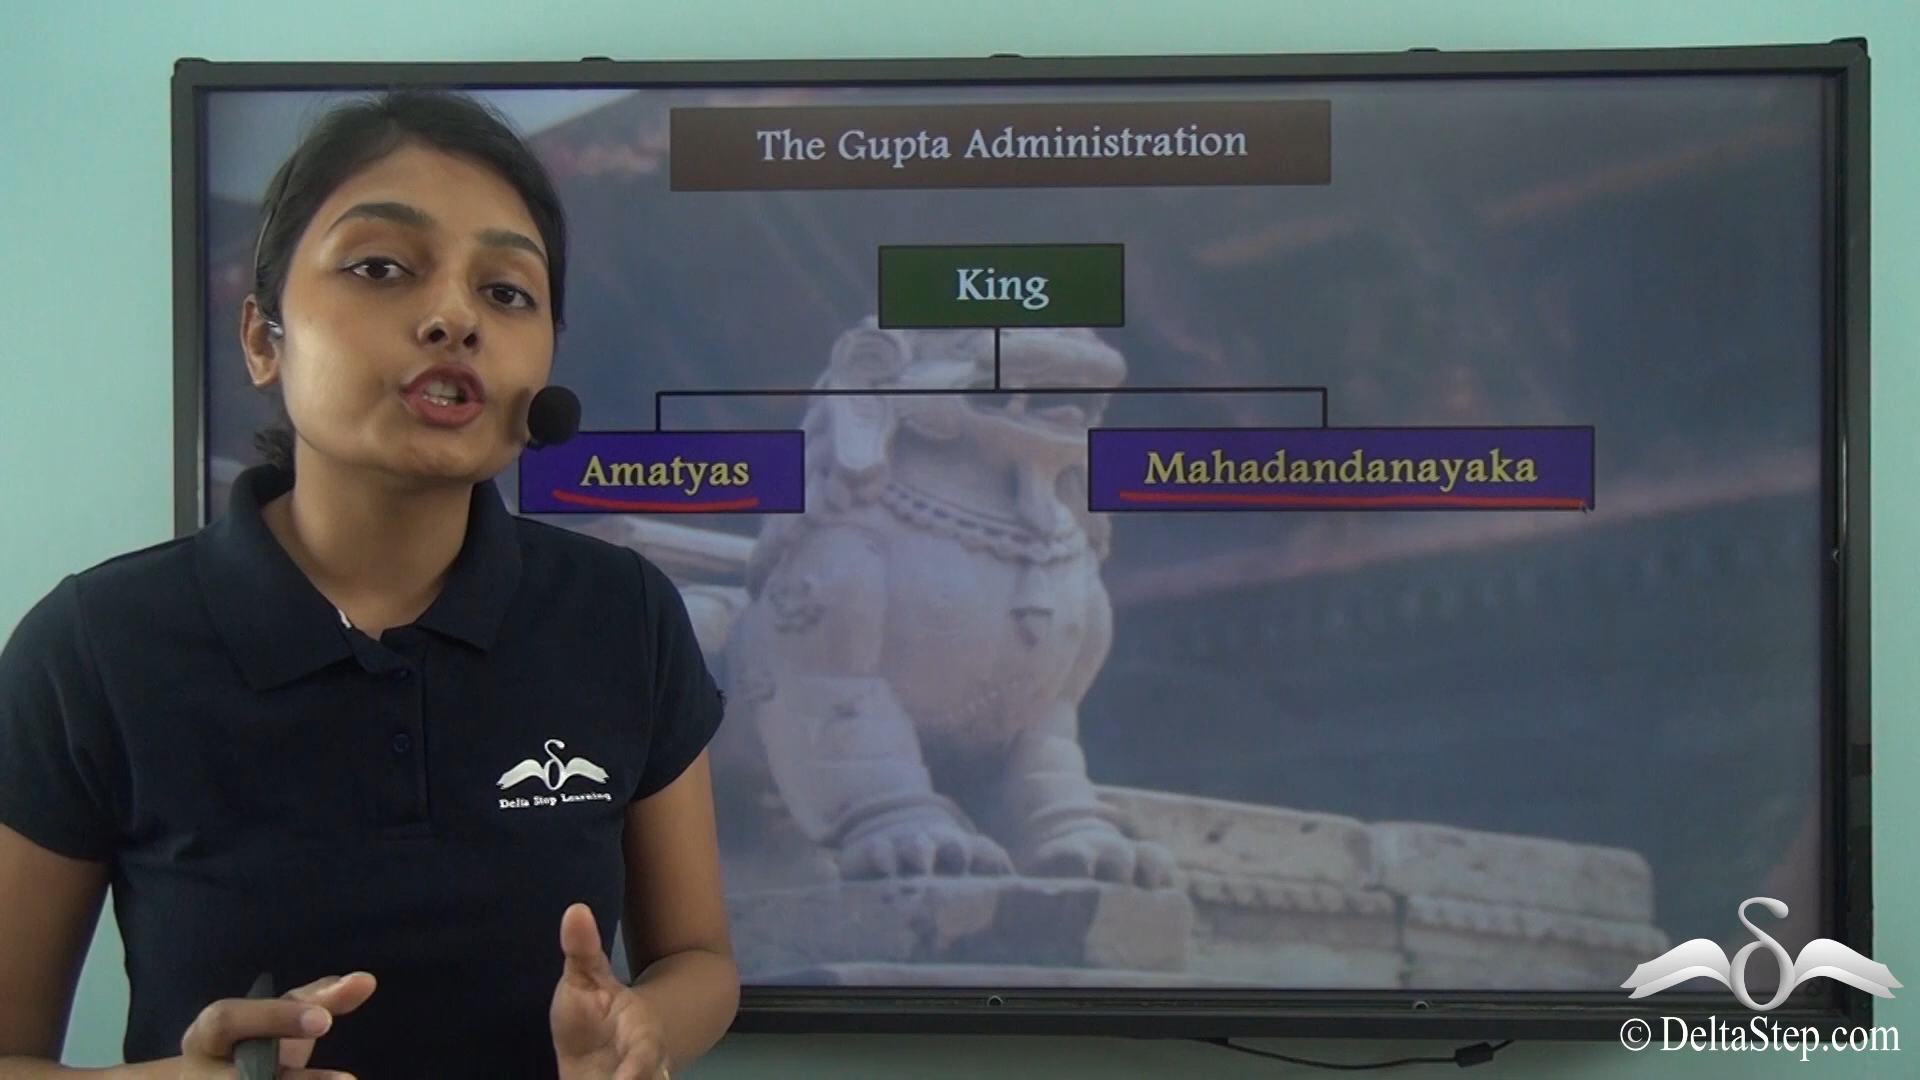 The Gupta Administration
King
Amatyas
Mahadandanayaka
Delta Step Learning
© DeltaStep.com